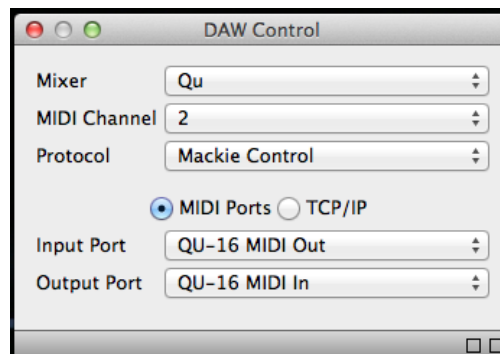 DAW Control
Mixer Qu
MIDI Channel 2
Protocol Mackie Control
MIDI Ports TCP/IP
Input Port QU-16 MIDI Out
Output Port QU-16 MIDI In